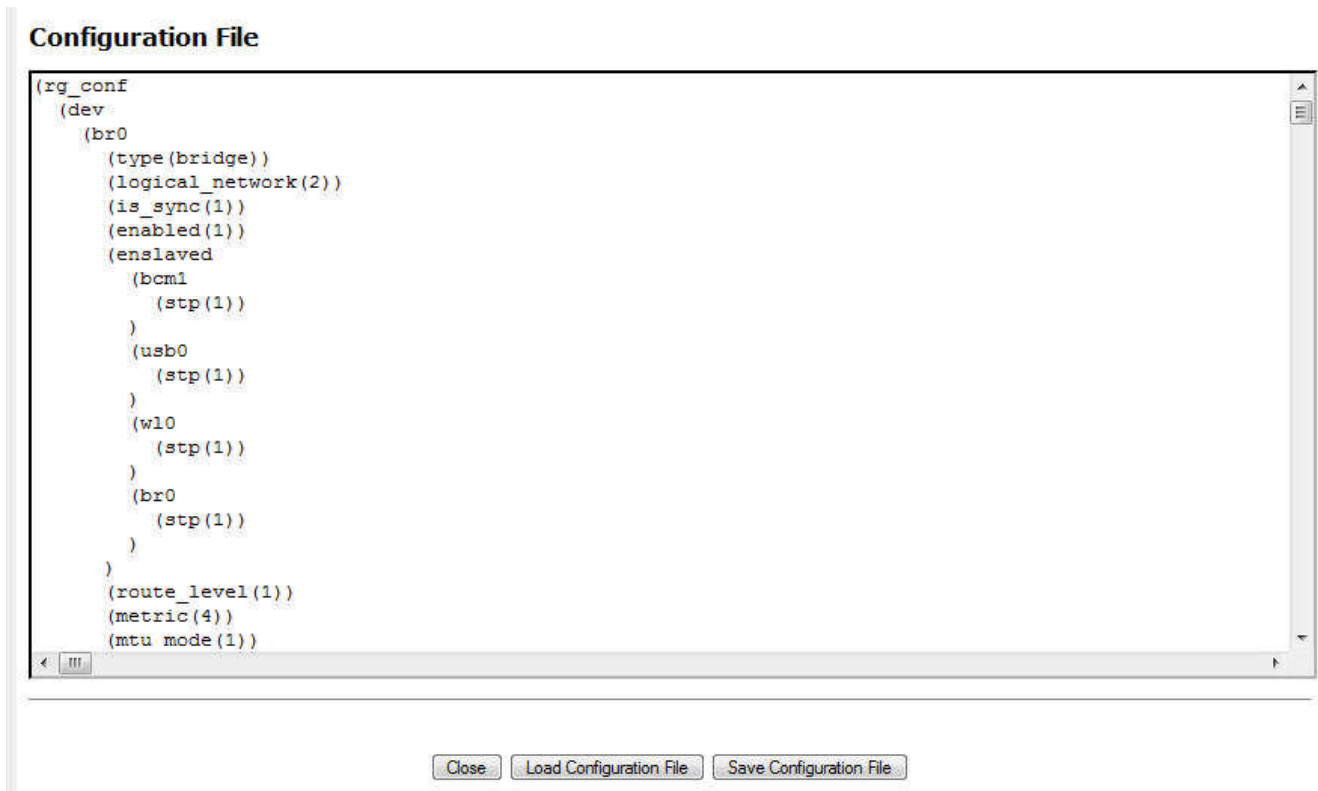 Configuration File
(rg_conf
(dev
(br0
(type(bridge))
(logical_network(2))
(is_sync(1))
(enabled(1))
(enslaved
(bcm1
(stp(1))
)
(usb0
(stp(1))
)
(wl0
(stp(1))
)
(br0
(stp(1))
)
)
(route_level(1))
(metric(4))
(mtu_mode(1))
Close Load Configuration File Save Configuration File